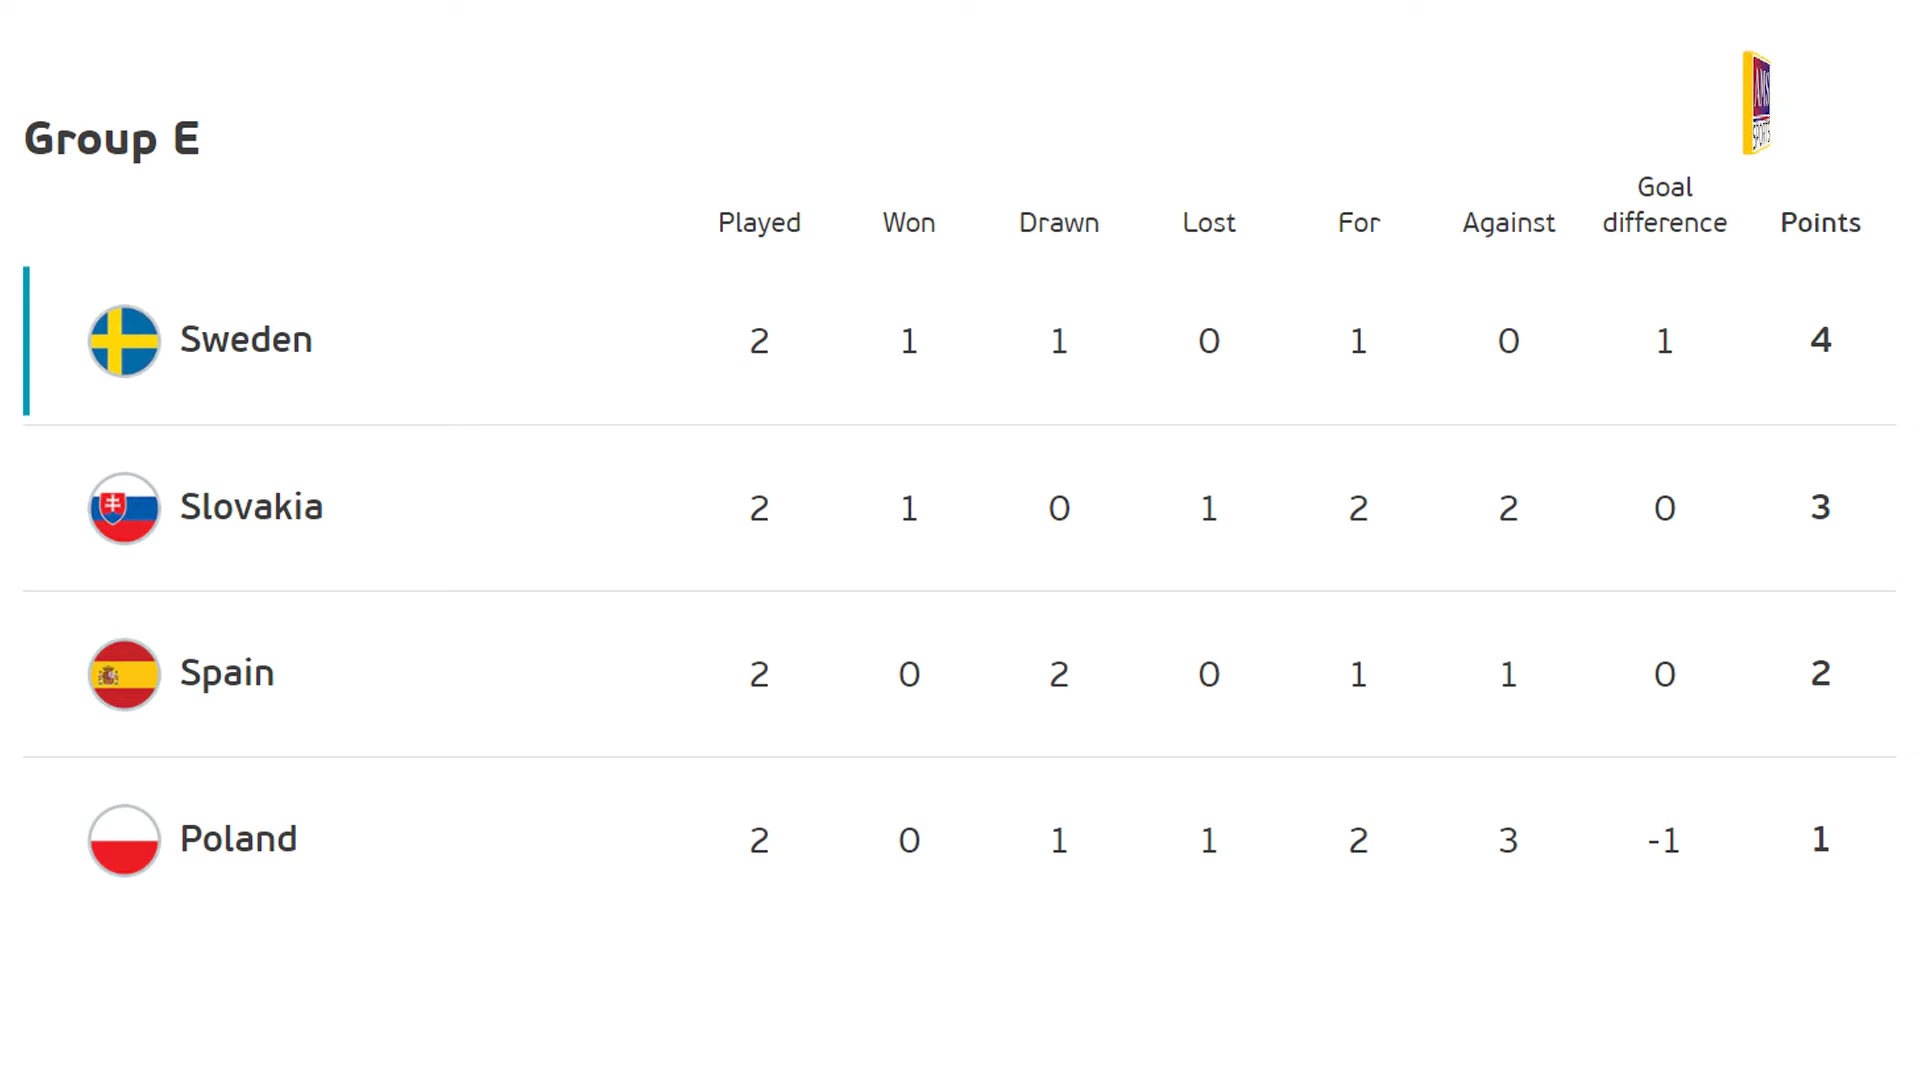 AMS
SPORTS
Group E
Played Won Drawn Lost For Against Goal difference Points
Sweden 2 1 1 0 1 0 1 4
Slovakia 2 1 0 1 2 2 0 3
Spain 2 0 2 0 1 1 0 2
Poland 2 0 1 1 2 3 -1 1